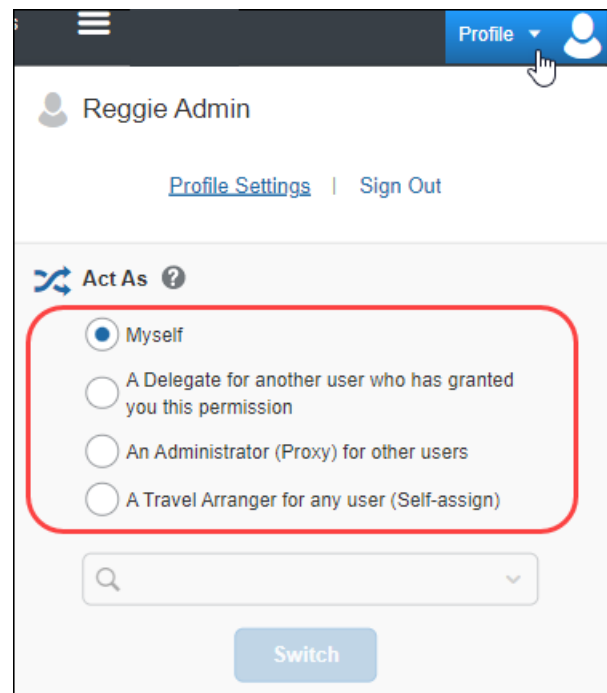 s
Profile
Reggie Admin
Profile Settings | Sign Out
Act As ?
Myself
A Delegate for another user who has granted
you this permission
An Administrator (Proxy) for other users
A Travel Arranger for any user (Self-assign)
Switch